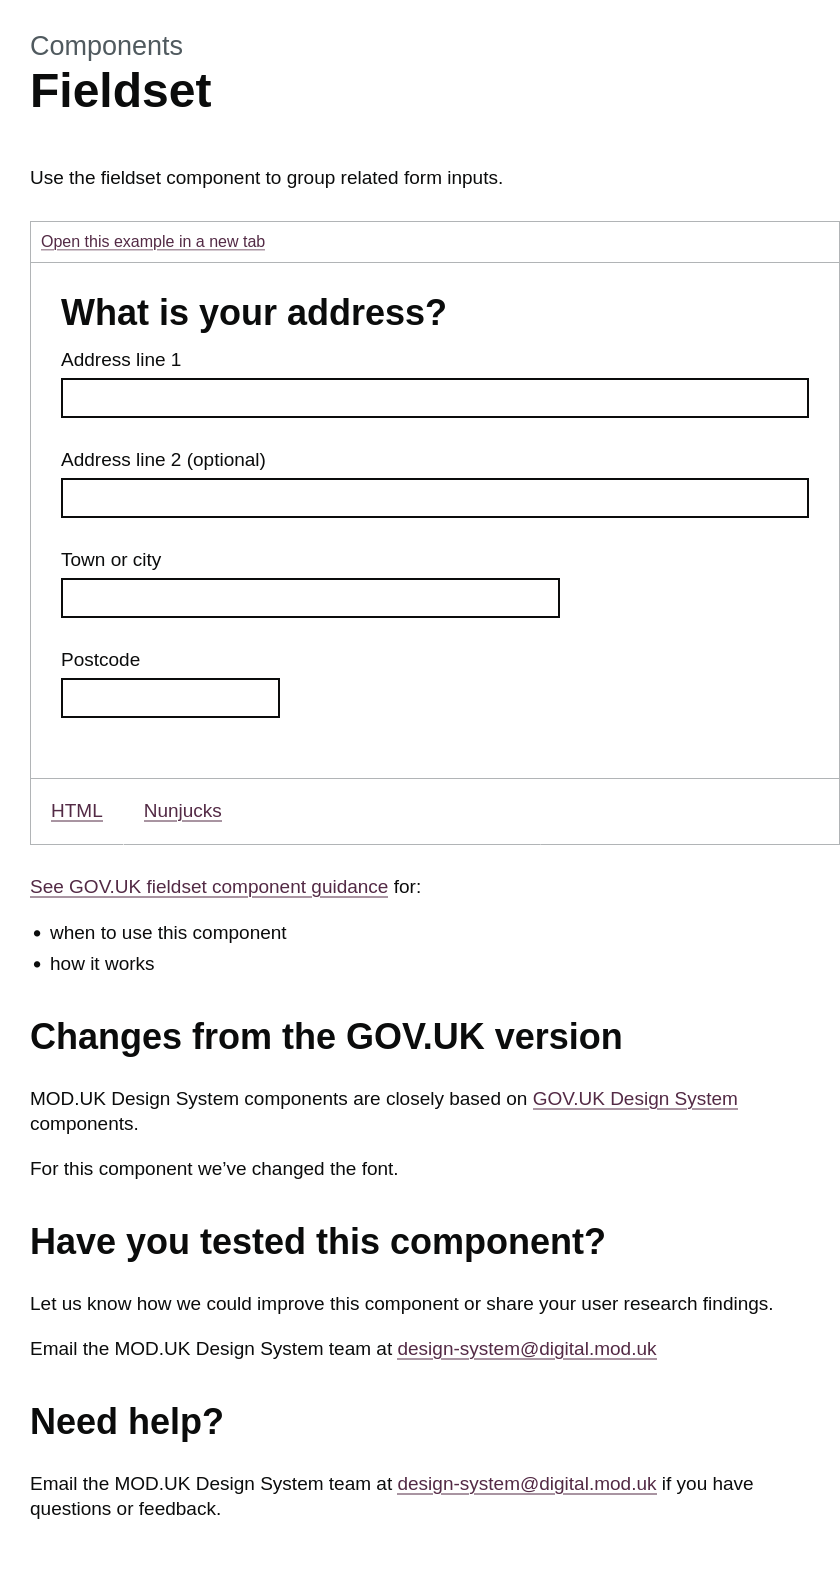 Components
Fieldset
Use the fieldset component to group related form inputs.
Open this example in a new tab
What is your address?
Address line 1
Address line 2 (optional)
Town or city
Postcode
HTML Nunjucks
See GOV.UK fieldset component guidance for:
• when to use this component
• how it works
Changes from the GOV.UK version
MOD.UK Design System components are closely based on GOV.UK Design System
components.
For this component we’ve changed the font.
Have you tested this component?
Let us know how we could improve this component or share your user research findings.
Email the MOD.UK Design System team at design-system@digital.mod.uk
Need help?
Email the MOD.UK Design System team at design-system@digital.mod.uk if you have
questions or feedback.